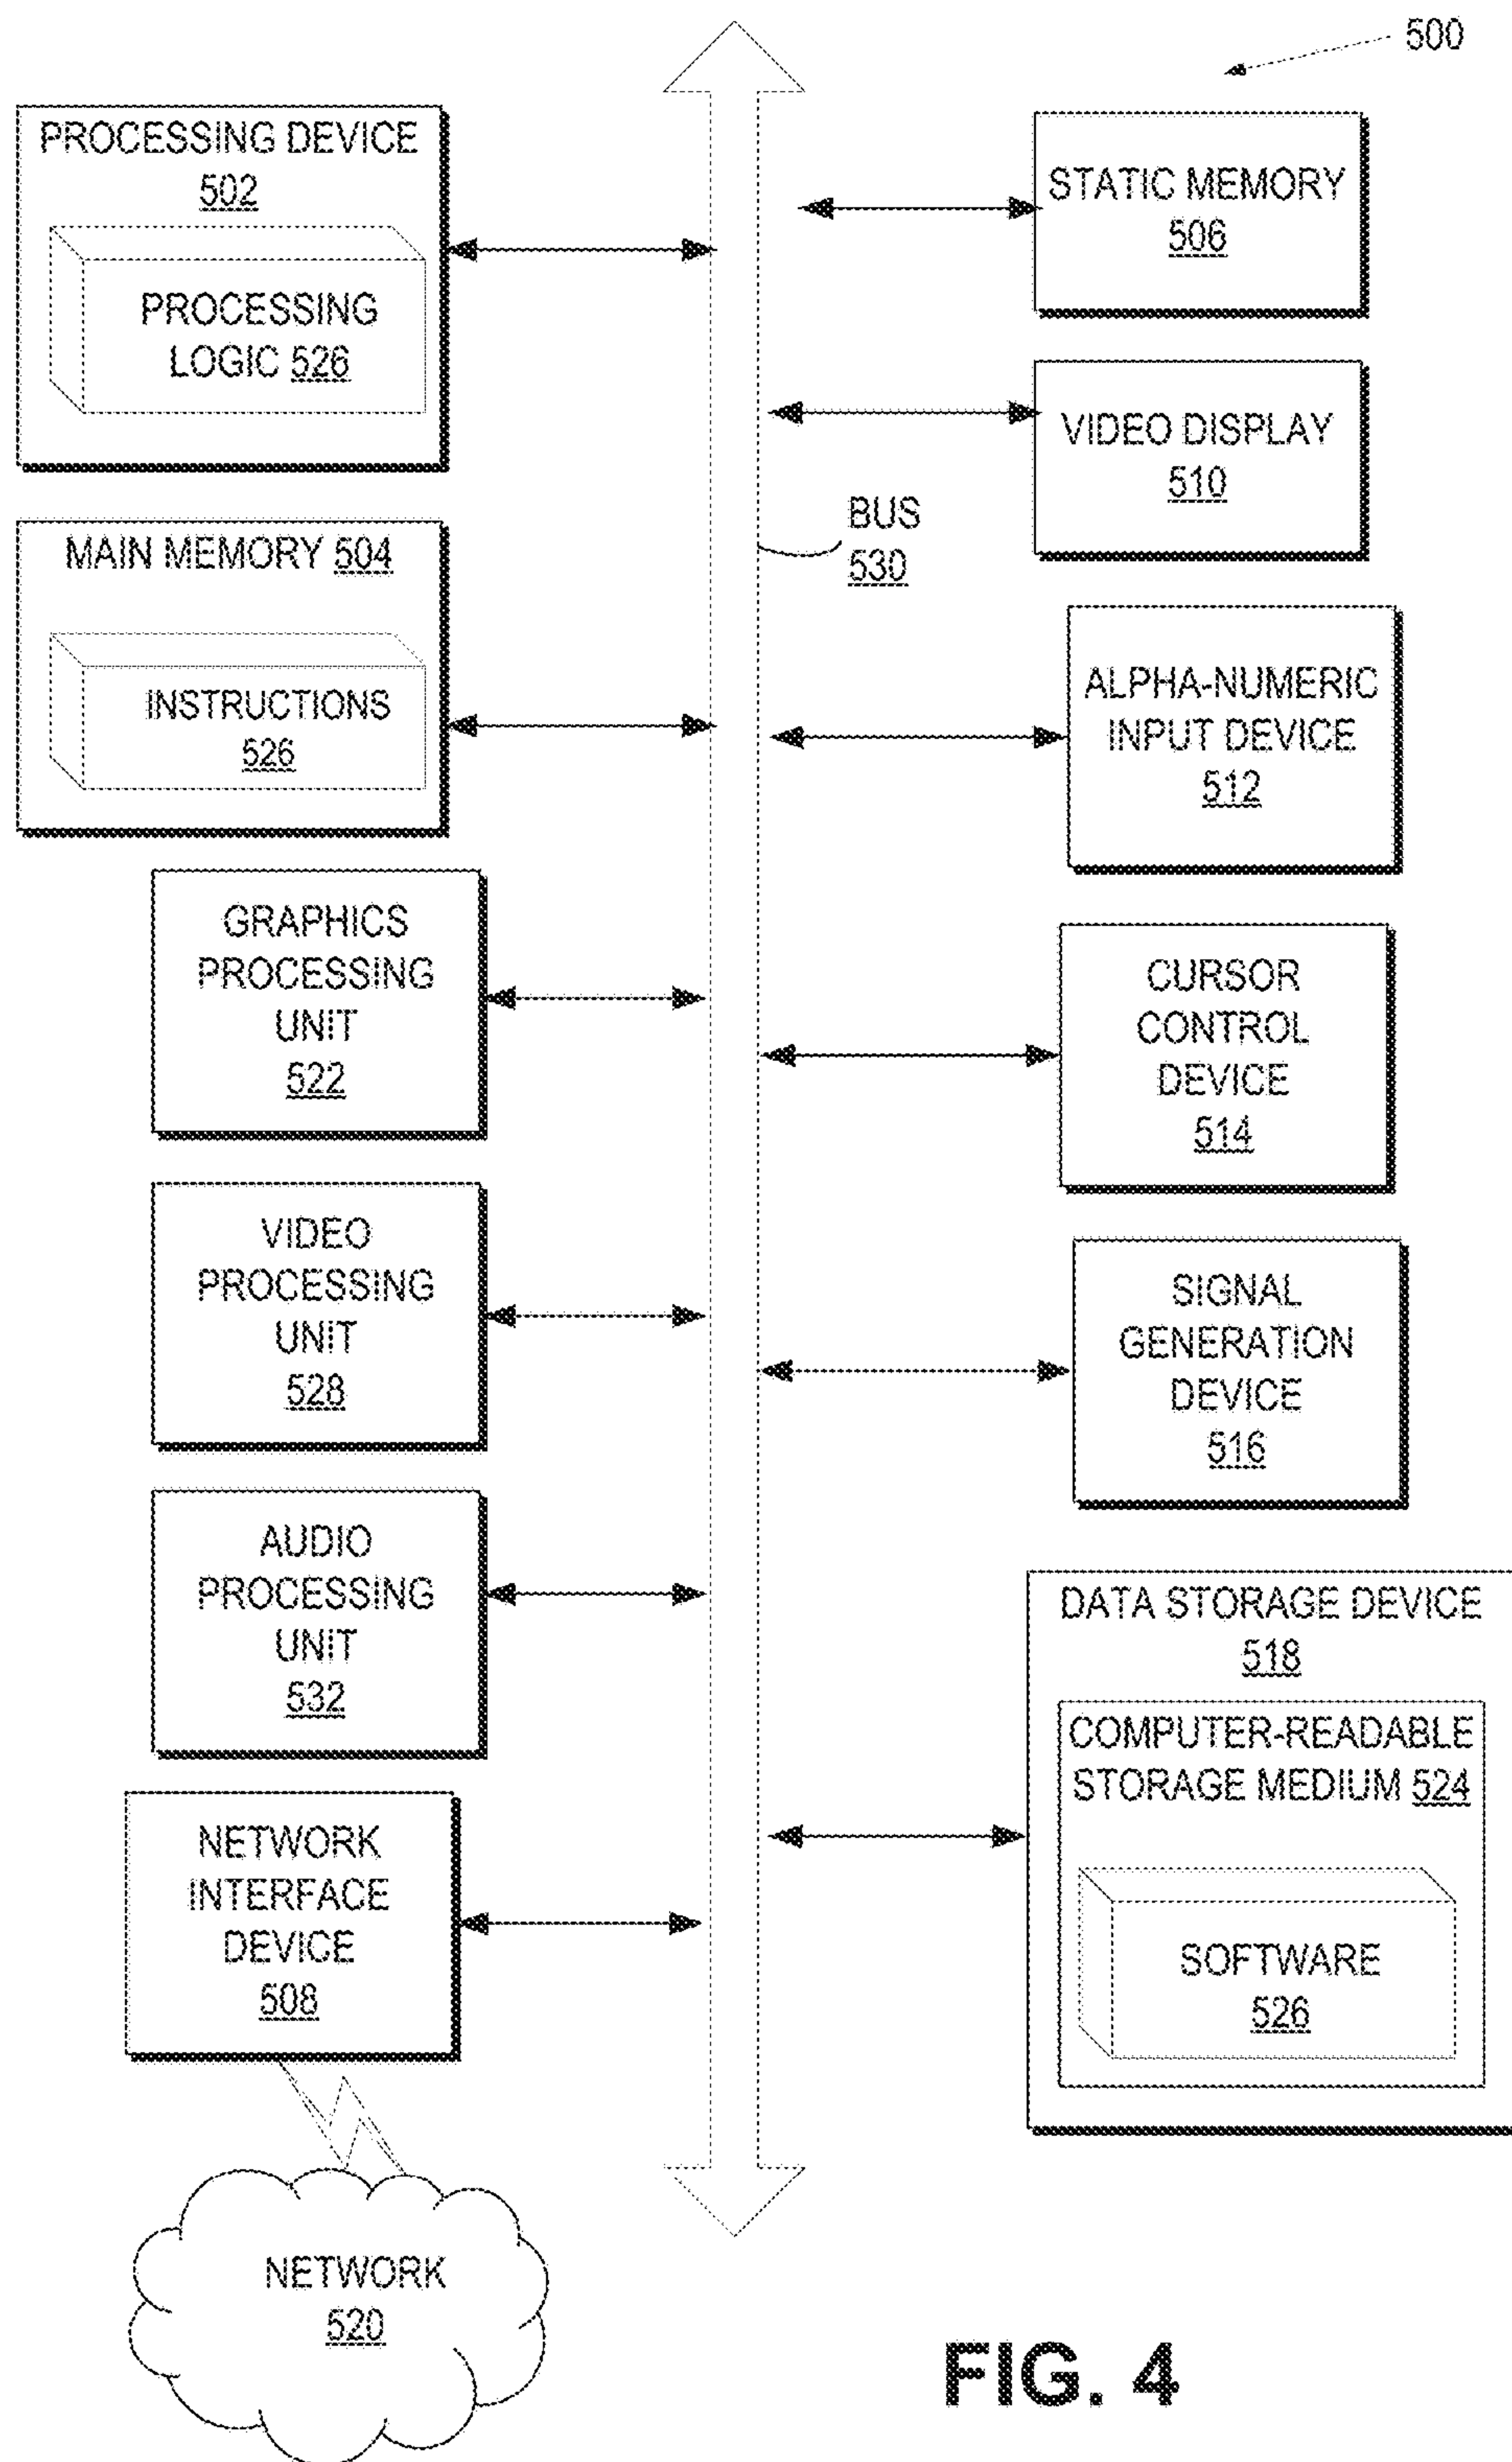 500
PROCESSING DEVICE
502
PROCESSING
LOGIC 526
MAIN MEMORY 504
INSTRUCTIONS
526
GRAPHICS
PROCESSING
UNIT
522
VIDEO
PROCESSING
UNIT
528
AUDIO
PROCESSING
UNIT
532
NETWORK
INTERFACE
DEVICE
508
NETWORK
520
BUS
530
STATIC MEMORY
506
VIDEO DISPLAY
510
ALPHA-NUMERIC
INPUT DEVICE
512
CURSOR
CONTROL
DEVICE
514
SIGNAL
GENERATION
DEVICE
516
DATA STORAGE DEVICE
518
COMPUTER-READABLE
STORAGE MEDIUM 524
SOFTWARE
526
FIG. 4